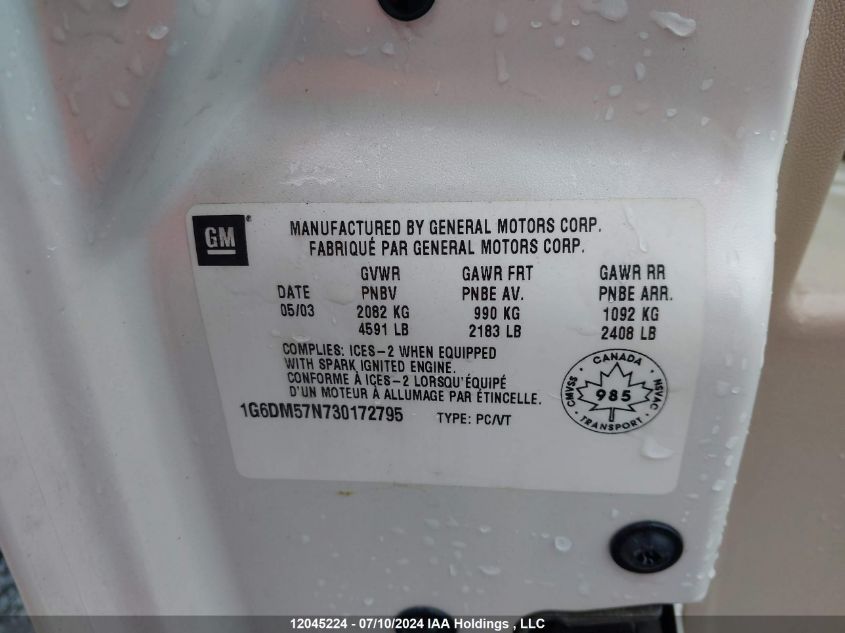 GM
MANUFACTURED BY GENERAL MOTORS CORP.
FABRIQUÉ PAR GENERAL MOTORS CORP.
GVWR GAWR FRT GAWR RR
DATE PNBV PNBE AV. PNBE ARR.
05/03 2082 KG 990 KG 1092 KG
4591 LB 2183 LB 2408 LB
COMPLIES: ICES-2 WHEN EQUIPPED
WITH SPARK IGNITED ENGINE.
CONFORME À ICES-2 LORSQU'ÉQUIPÉ
D'UN MOTEUR À ALLUMAGE PAR ÉTINCELLE.
1G6DM57N730172795 TYPE: PC/VT
CANADA
CMVSS 985 NSVAC
TRANSPORT
12045224 - 07/10/2024 IAA Holdings , LLC